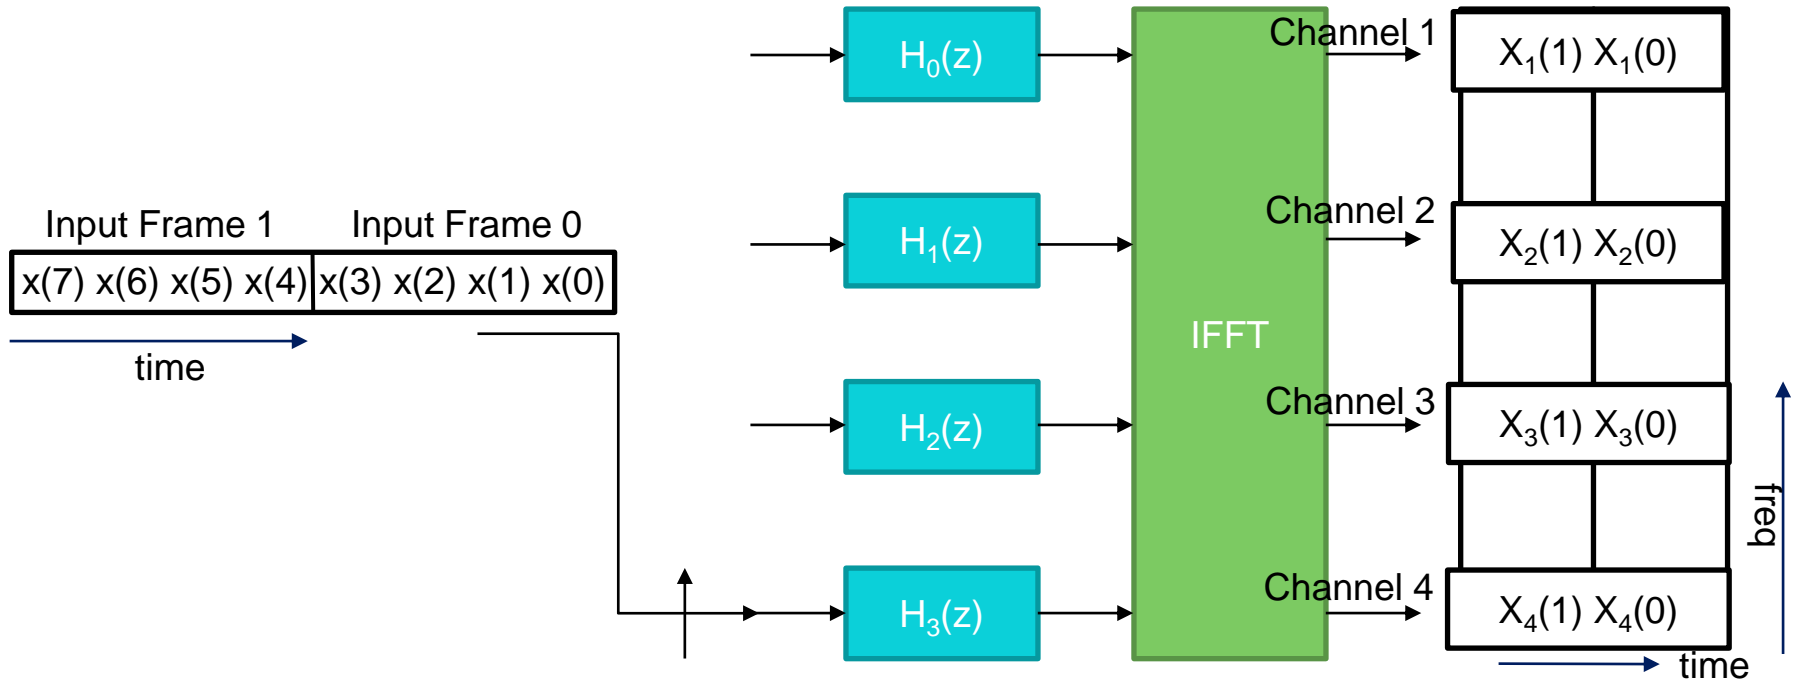 Input Frame 1
Input Frame 0
x(7) x(6) x(5) x(4)
x(3) x(2) x(1) x(0)
time
H₀(z)
H₁(z)
H₂(z)
H₃(z)
IFFT
Channel 1
X₁(1) X₁(0)
Channel 2
X₂(1) X₂(0)
Channel 3
X₃(1) X₃(0)
Channel 4
X₄(1) X₄(0)
freq
time